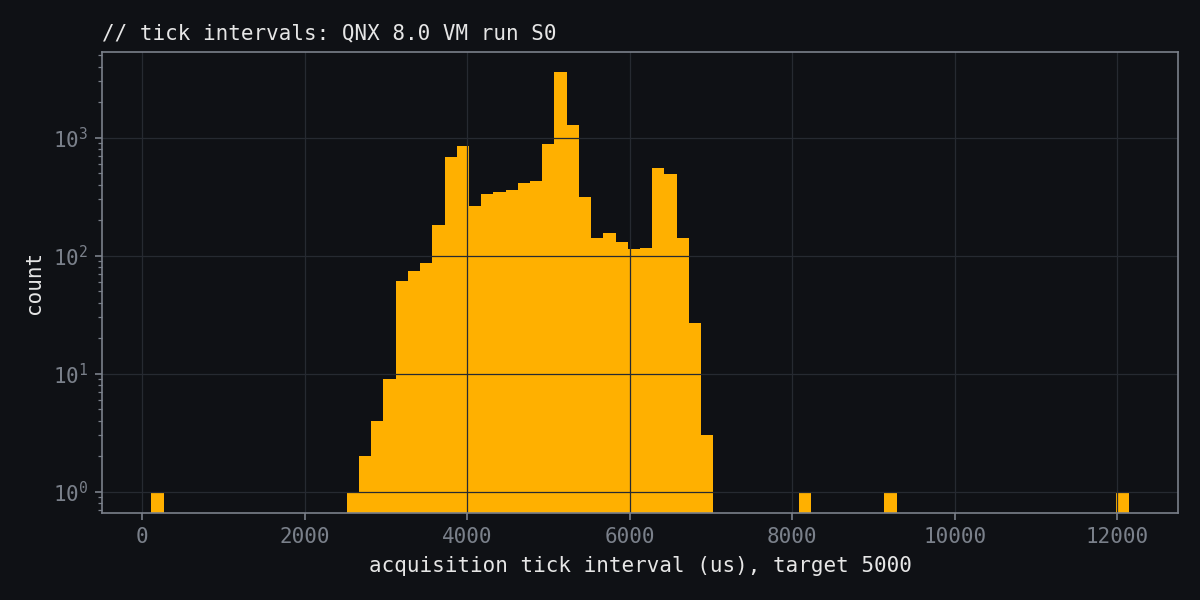 // tick intervals: QNX 8.0 VM run S0
count
10³
10²
10¹
10⁰
0 2000 4000 6000 8000 10000 12000
acquisition tick interval (us), target 5000